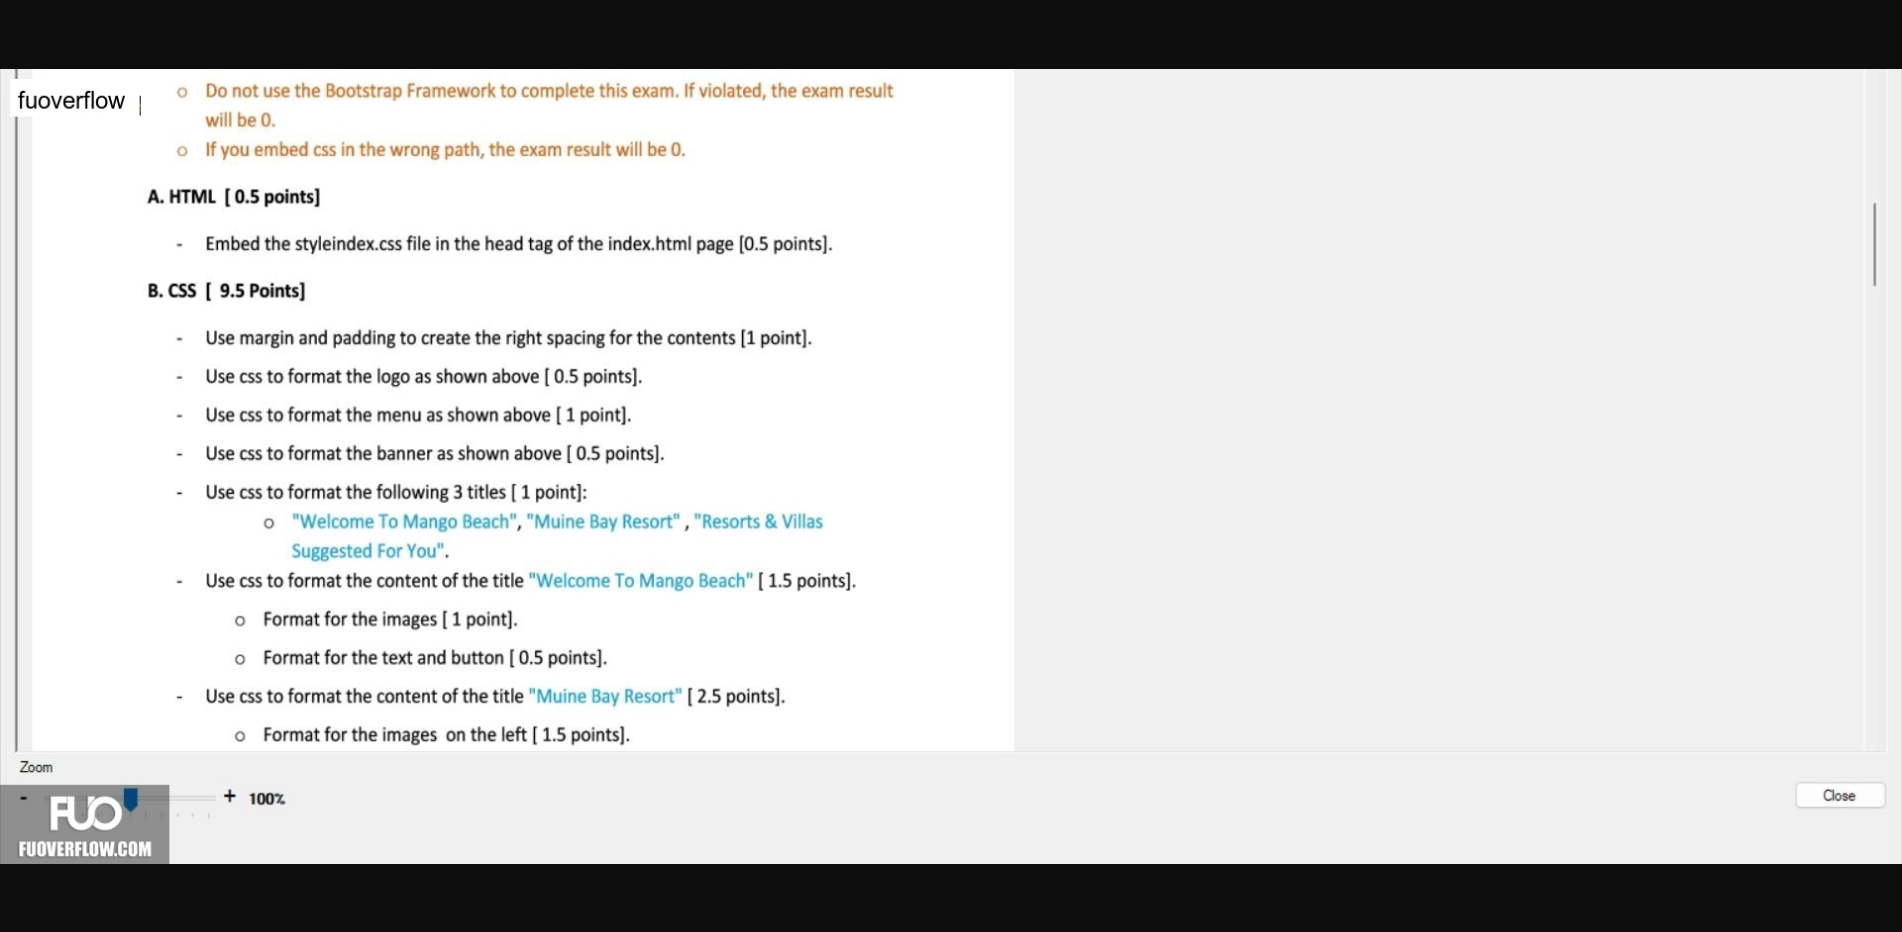 fuoverflow
o Do not use the Bootstrap Framework to complete this exam. If violated, the exam result
will be 0.
o If you embed css in the wrong path, the exam result will be 0.
A. HTML [ 0.5 points]
- Embed the styleindex.css file in the head tag of the index.html page [0.5 points].
B. CSS [ 9.5 Points]
- Use margin and padding to create the right spacing for the contents [1 point].
- Use css to format the logo as shown above [ 0.5 points].
- Use css to format the menu as shown above [ 1 point].
- Use css to format the banner as shown above [ 0.5 points].
- Use css to format the following 3 titles [ 1 point]:
o "Welcome To Mango Beach", "Muine Bay Resort" , "Resorts & Villas
Suggested For You".
- Use css to format the content of the title "Welcome To Mango Beach" [ 1.5 points].
o Format for the images [ 1 point].
o Format for the text and button [ 0.5 points].
- Use css to format the content of the title "Muine Bay Resort" [ 2.5 points].
o Format for the images on the left [ 1.5 points].
Zoom
- + 100%
Close
FUO
FUOVERFLOW.COM